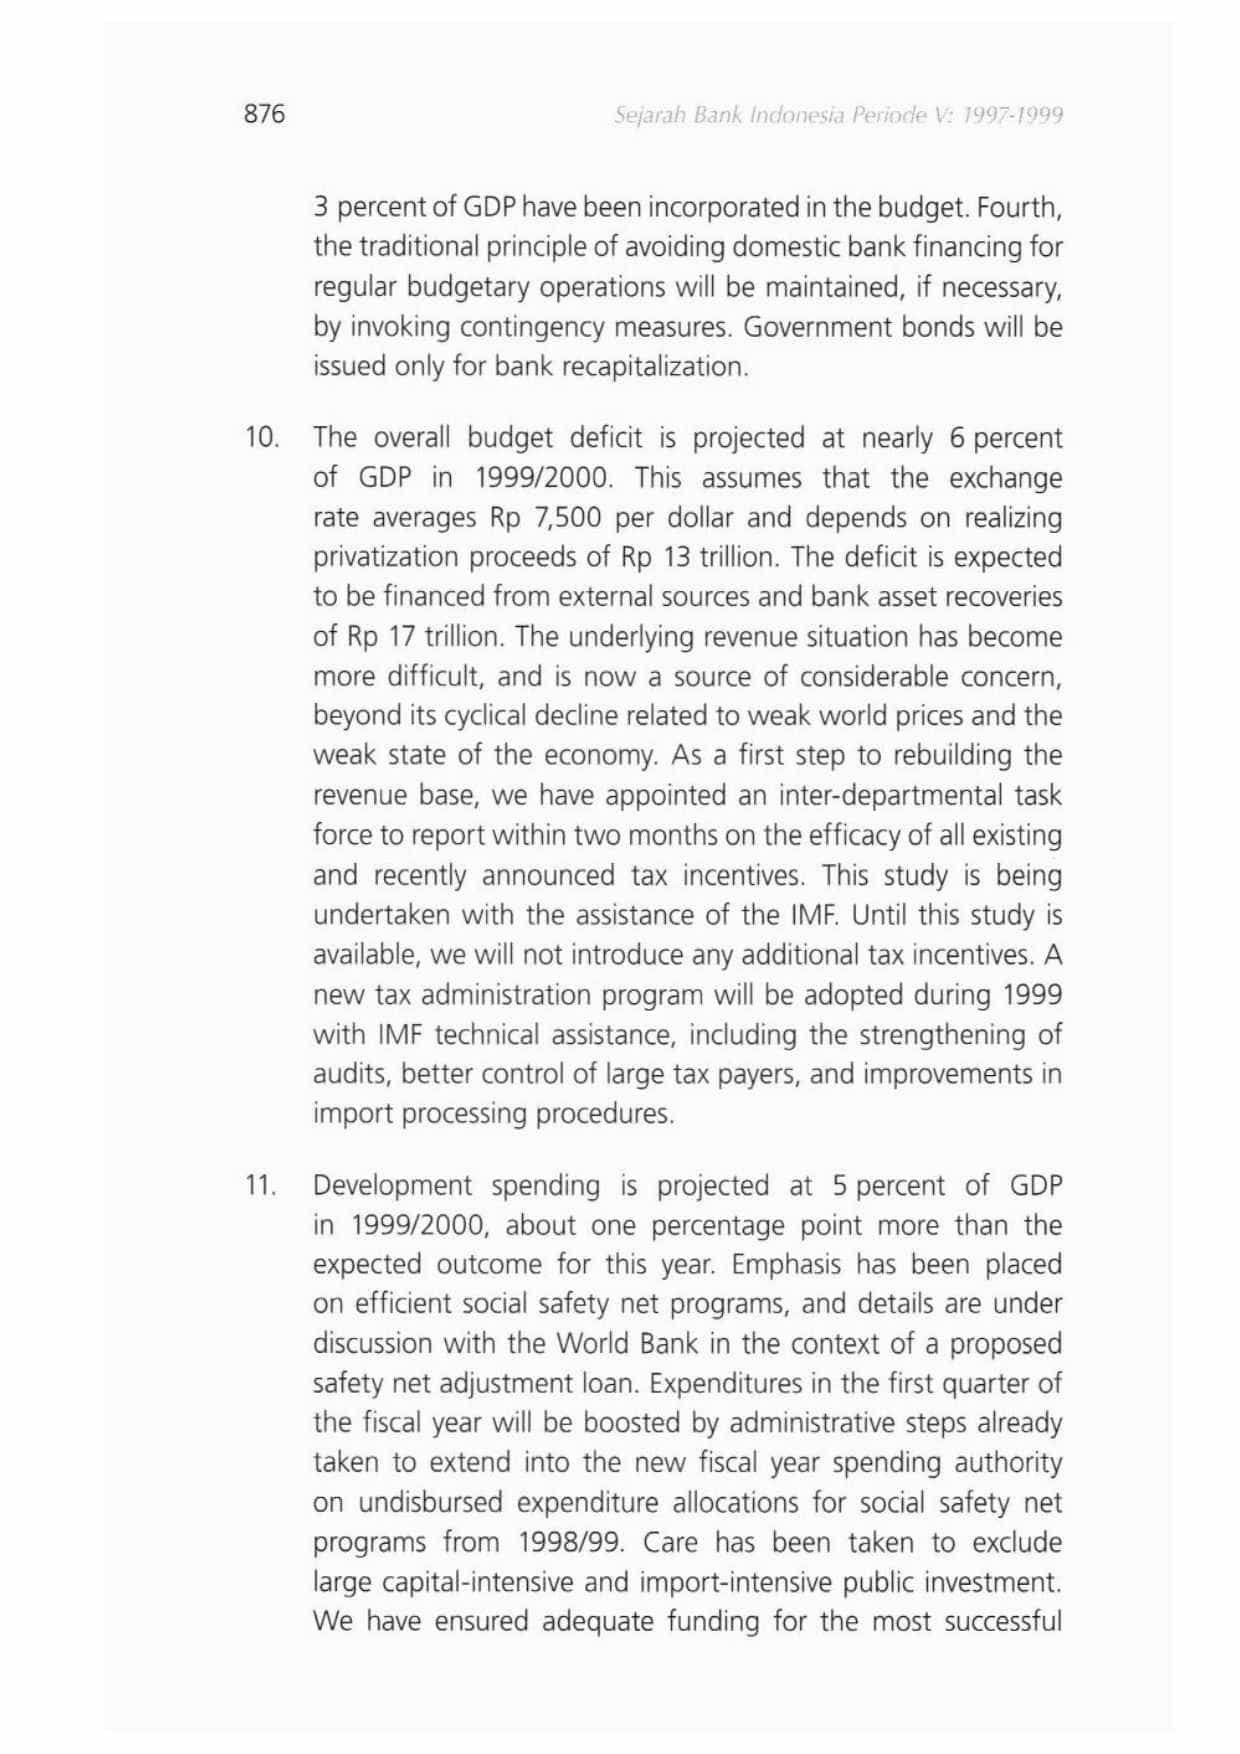 876
Sejarah Bank Indonesia Periode V: 1997-1999
3 percent of GDP have been incorporated in the budget. Fourth,
the traditional principle of avoiding domestic bank financing for
regular budgetary operations will be maintained, if necessary,
by invoking contingency measures. Government bonds will be
issued only for bank recapitalization.
10. The overall budget deficit is projected at nearly 6 percent
of GDP in 1999/2000. This assumes that the exchange
rate averages Rp 7,500 per dollar and depends on realizing
privatization proceeds of Rp 13 trillion. The deficit is expected
to be financed from external sources and bank asset recoveries
of Rp 17 trillion. The underlying revenue situation has become
more difficult, and is now a source of considerable concern,
beyond its cyclical decline related to weak world prices and the
weak state of the economy. As a first step to rebuilding the
revenue base, we have appointed an inter-departmental task
force to report within two months on the efficacy of all existing
and recently announced tax incentives. This study is being
undertaken with the assistance of the IMF. Until this study is
available, we will not introduce any additional tax incentives. A
new tax administration program will be adopted during 1999
with IMF technical assistance, including the strengthening of
audits, better control of large tax payers, and improvements in
import processing procedures.
11. Development spending is projected at 5 percent of GDP
in 1999/2000, about one percentage point more than the
expected outcome for this year. Emphasis has been placed
on efficient social safety net programs, and details are under
discussion with the World Bank in the context of a proposed
safety net adjustment loan. Expenditures in the first quarter of
the fiscal year will be boosted by administrative steps already
taken to extend into the new fiscal year spending authority
on undisbursed expenditure allocations for social safety net
programs from 1998/99. Care has been taken to exclude
large capital-intensive and import-intensive public investment.
We have ensured adequate funding for the most successful